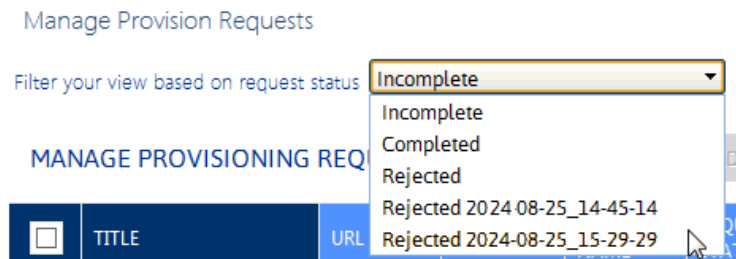 Manage Provision Requests
Filter your view based on request status Incomplete
Incomplete
Completed
MANAGE PROVISIONING REQU
Rejected
Rejected 2024-08-25_14-45-14
TITLE URL Rejected 2024-08-25_15-29-29